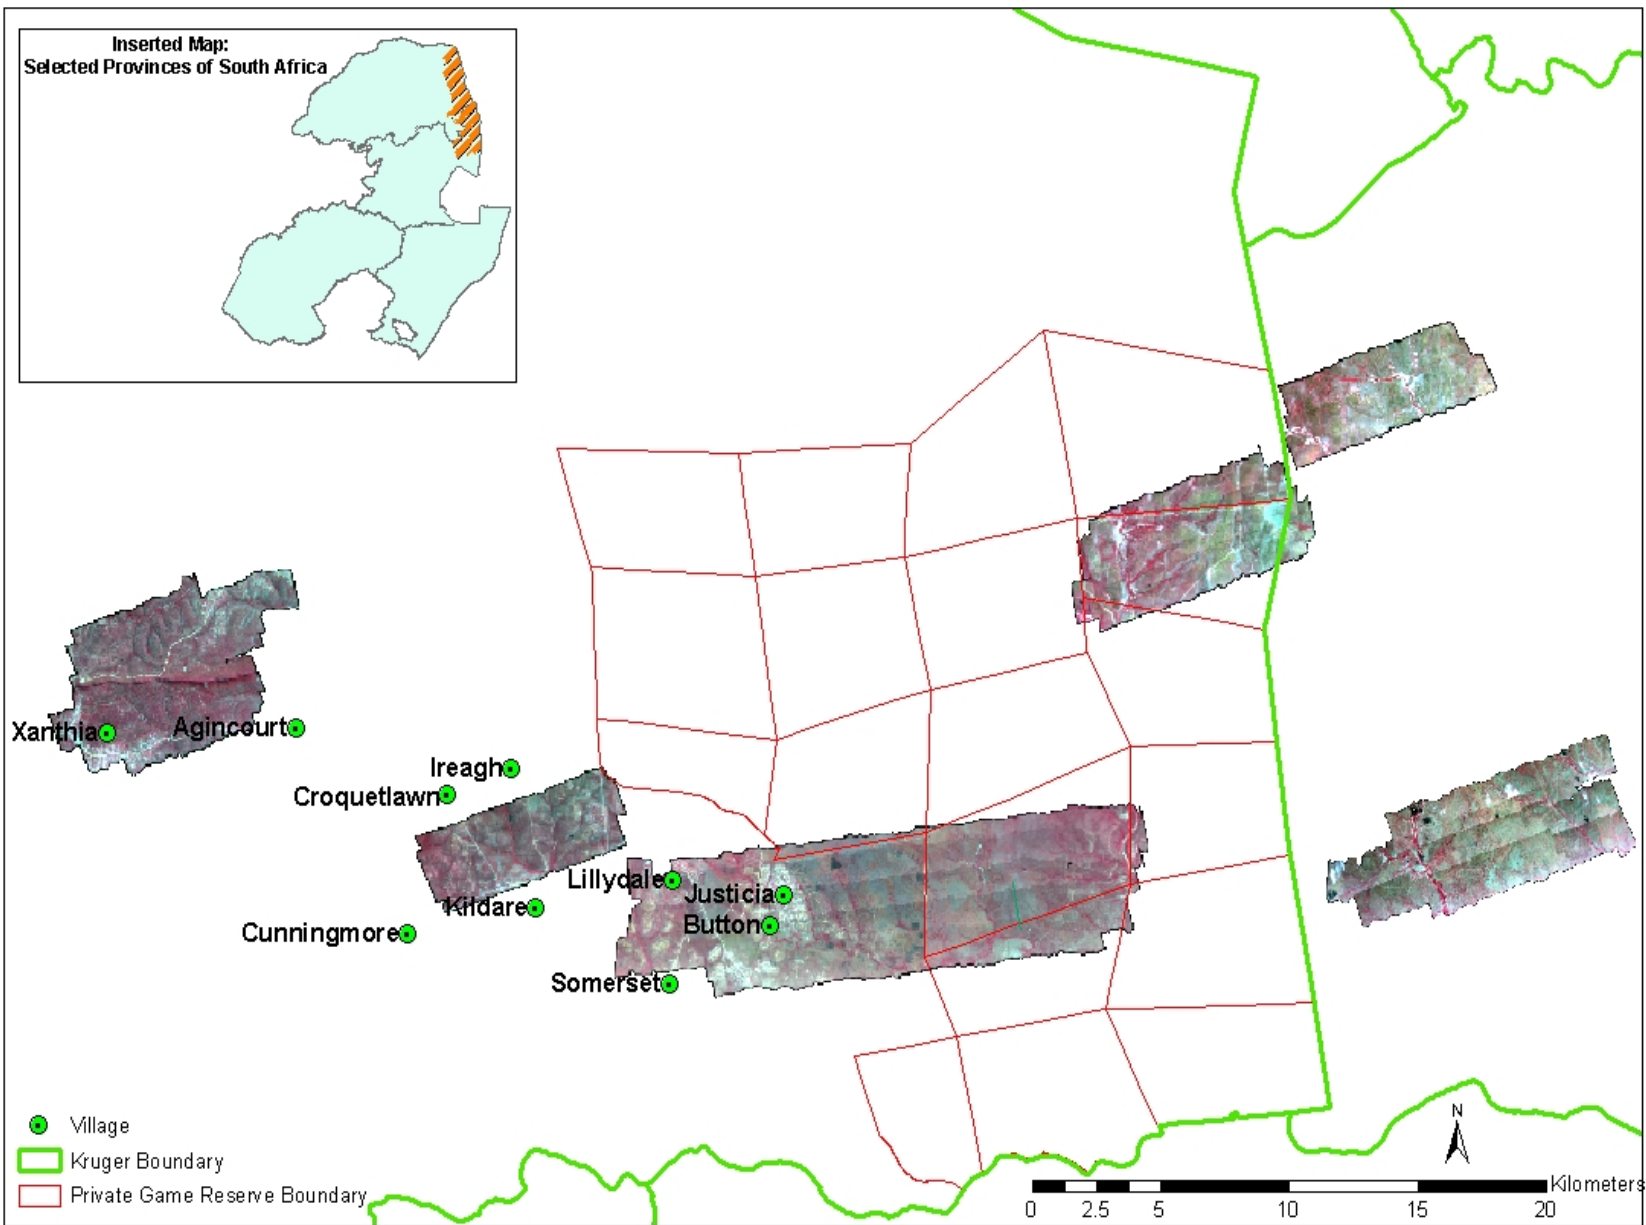 Inserted Map:
Selected Provinces of South Africa
Xanthia
Agincourt
Ireagh
Croquetlawn
Lillydale
Justicia
Kildare
Button
Cunningmore
Somerset
Village
Kruger Boundary
Private Game Reserve Boundary
N
Kilometers
0 2.5 5 10 15 20